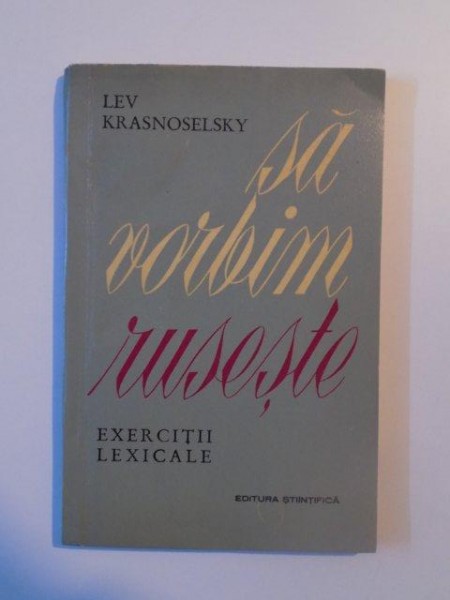 LEV
KRASNOSELSKY
să
vorbim
rusește
EXERCIȚII
LEXICALE
EDITURA ȘTIINȚIFICĂ